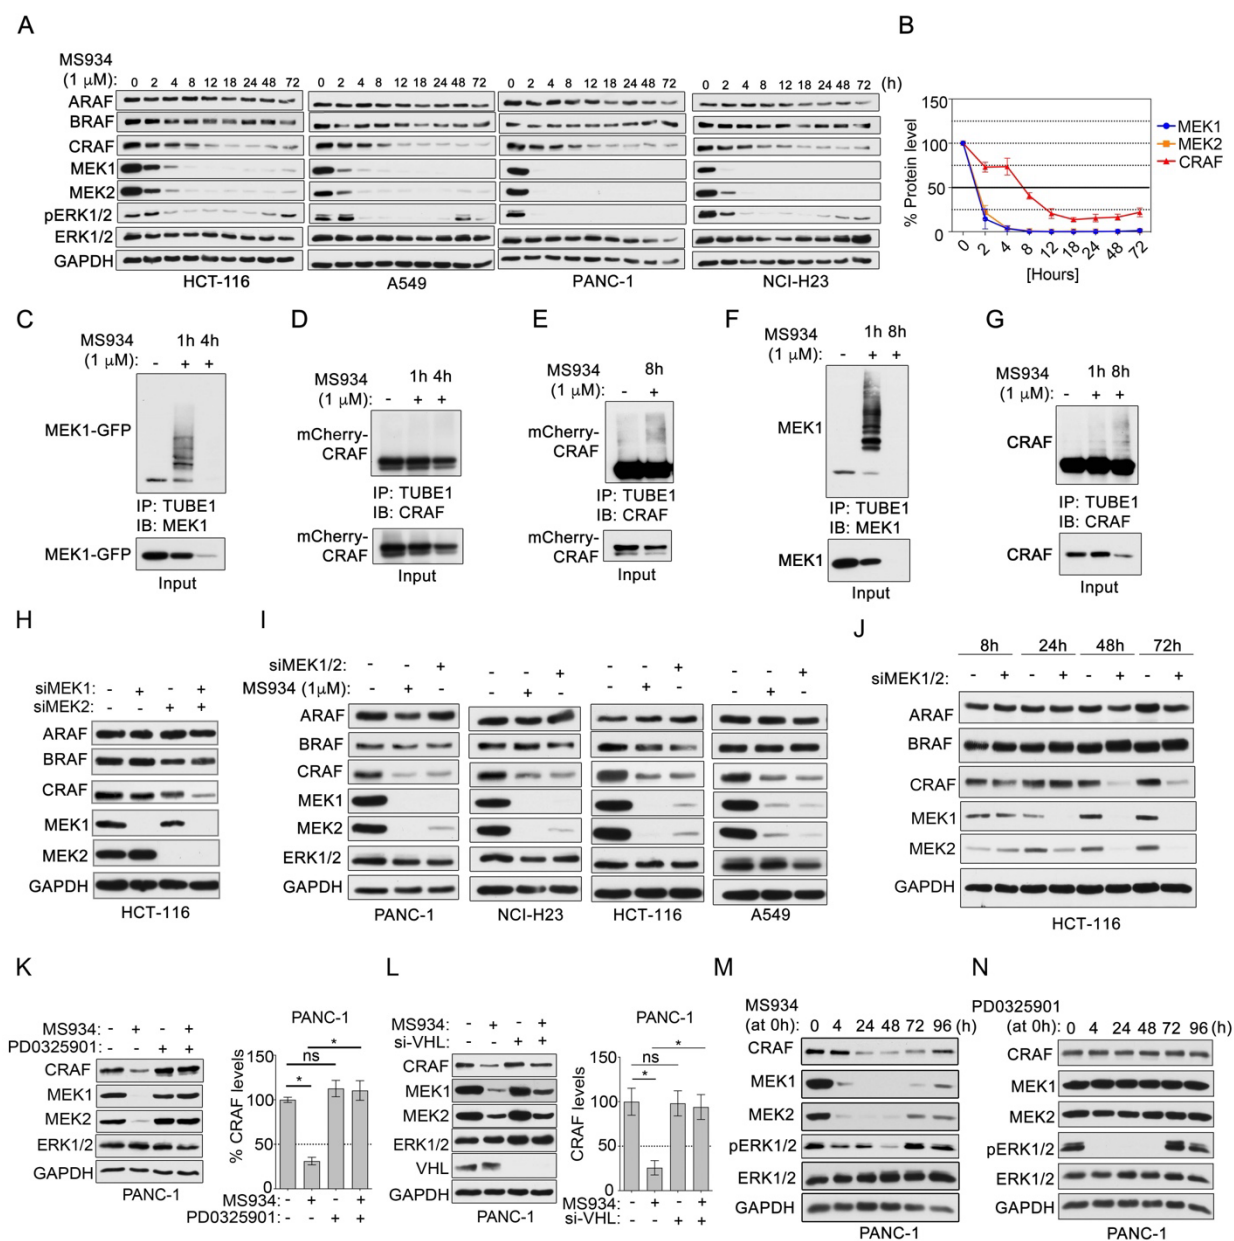 A
MS934
(1 μM): 0 2 4 8 12 18 24 48 72 0 2 4 8 12 18 24 48 72 0 2 4 8 12 18 24 48 72 0 2 4 8 12 18 24 48 72 (h)
ARAF
BRAF
CRAF
MEK1
MEK2
pERK1/2
ERK1/2
GAPDH
HCT-116 A549 PANC-1 NCI-H23
B
150
100
50
0
% Protein level
0 2 4 8 12 18 24 48 72
[Hours]
MEK1
MEK2
CRAF
C
MS934 1h 4h
(1 μM): - + +
MEK1-GFP
IP: TUBE1
IB: MEK1
MEK1-GFP
Input
D
MS934 1h 4h
(1 μM): - + +
mCherry-
CRAF
IP: TUBE1
IB: CRAF
mCherry-
CRAF
Input
E
MS934 8h
(1 μM): - +
mCherry-
CRAF
IP: TUBE1
IB: CRAF
mCherry-
CRAF
Input
F
MS934 1h 8h
(1 μM): - + +
MEK1
IP: TUBE1
IB: MEK1
MEK1
Input
G
MS934 1h 8h
(1 μM): - + +
CRAF
IP: TUBE1
IB: CRAF
CRAF
Input
H
siMEK1: - + - +
siMEK2: - - + +
ARAF
BRAF
CRAF
MEK1
MEK2
GAPDH
HCT-116
I
siMEK1/2: - - + - - + - - + - - +
MS934 (1μM): - + - - + - - + - - + -
ARAF
BRAF
CRAF
MEK1
MEK2
ERK1/2
GAPDH
PANC-1 NCI-H23 HCT-116 A549
J
8h 24h 48h 72h
siMEK1/2: - + - + - + - +
ARAF
BRAF
CRAF
MEK1
MEK2
GAPDH
HCT-116
K
MS934: - + - +
PD0325901: - - + +
CRAF
MEK1
MEK2
ERK1/2
GAPDH
PANC-1
PANC-1
150
100
50
0
% CRAF levels
*
ns
*
MS934 - + - +
PD0325901 - - + +
L
MS934: - + - +
si-VHL: - - + +
CRAF
MEK1
MEK2
ERK1/2
VHL
GAPDH
PANC-1
PANC-1
150
100
50
0
CRAF levels
*
ns
*
MS934 - + - +
si-VHL - - + +
M
MS934
(at 0h): 0 4 24 48 72 96 (h)
CRAF
MEK1
MEK2
pERK1/2
ERK1/2
GAPDH
PANC-1
N
PD0325901
(at 0h): 0 4 24 48 72 96 (h)
CRAF
MEK1
MEK2
pERK1/2
ERK1/2
GAPDH
PANC-1